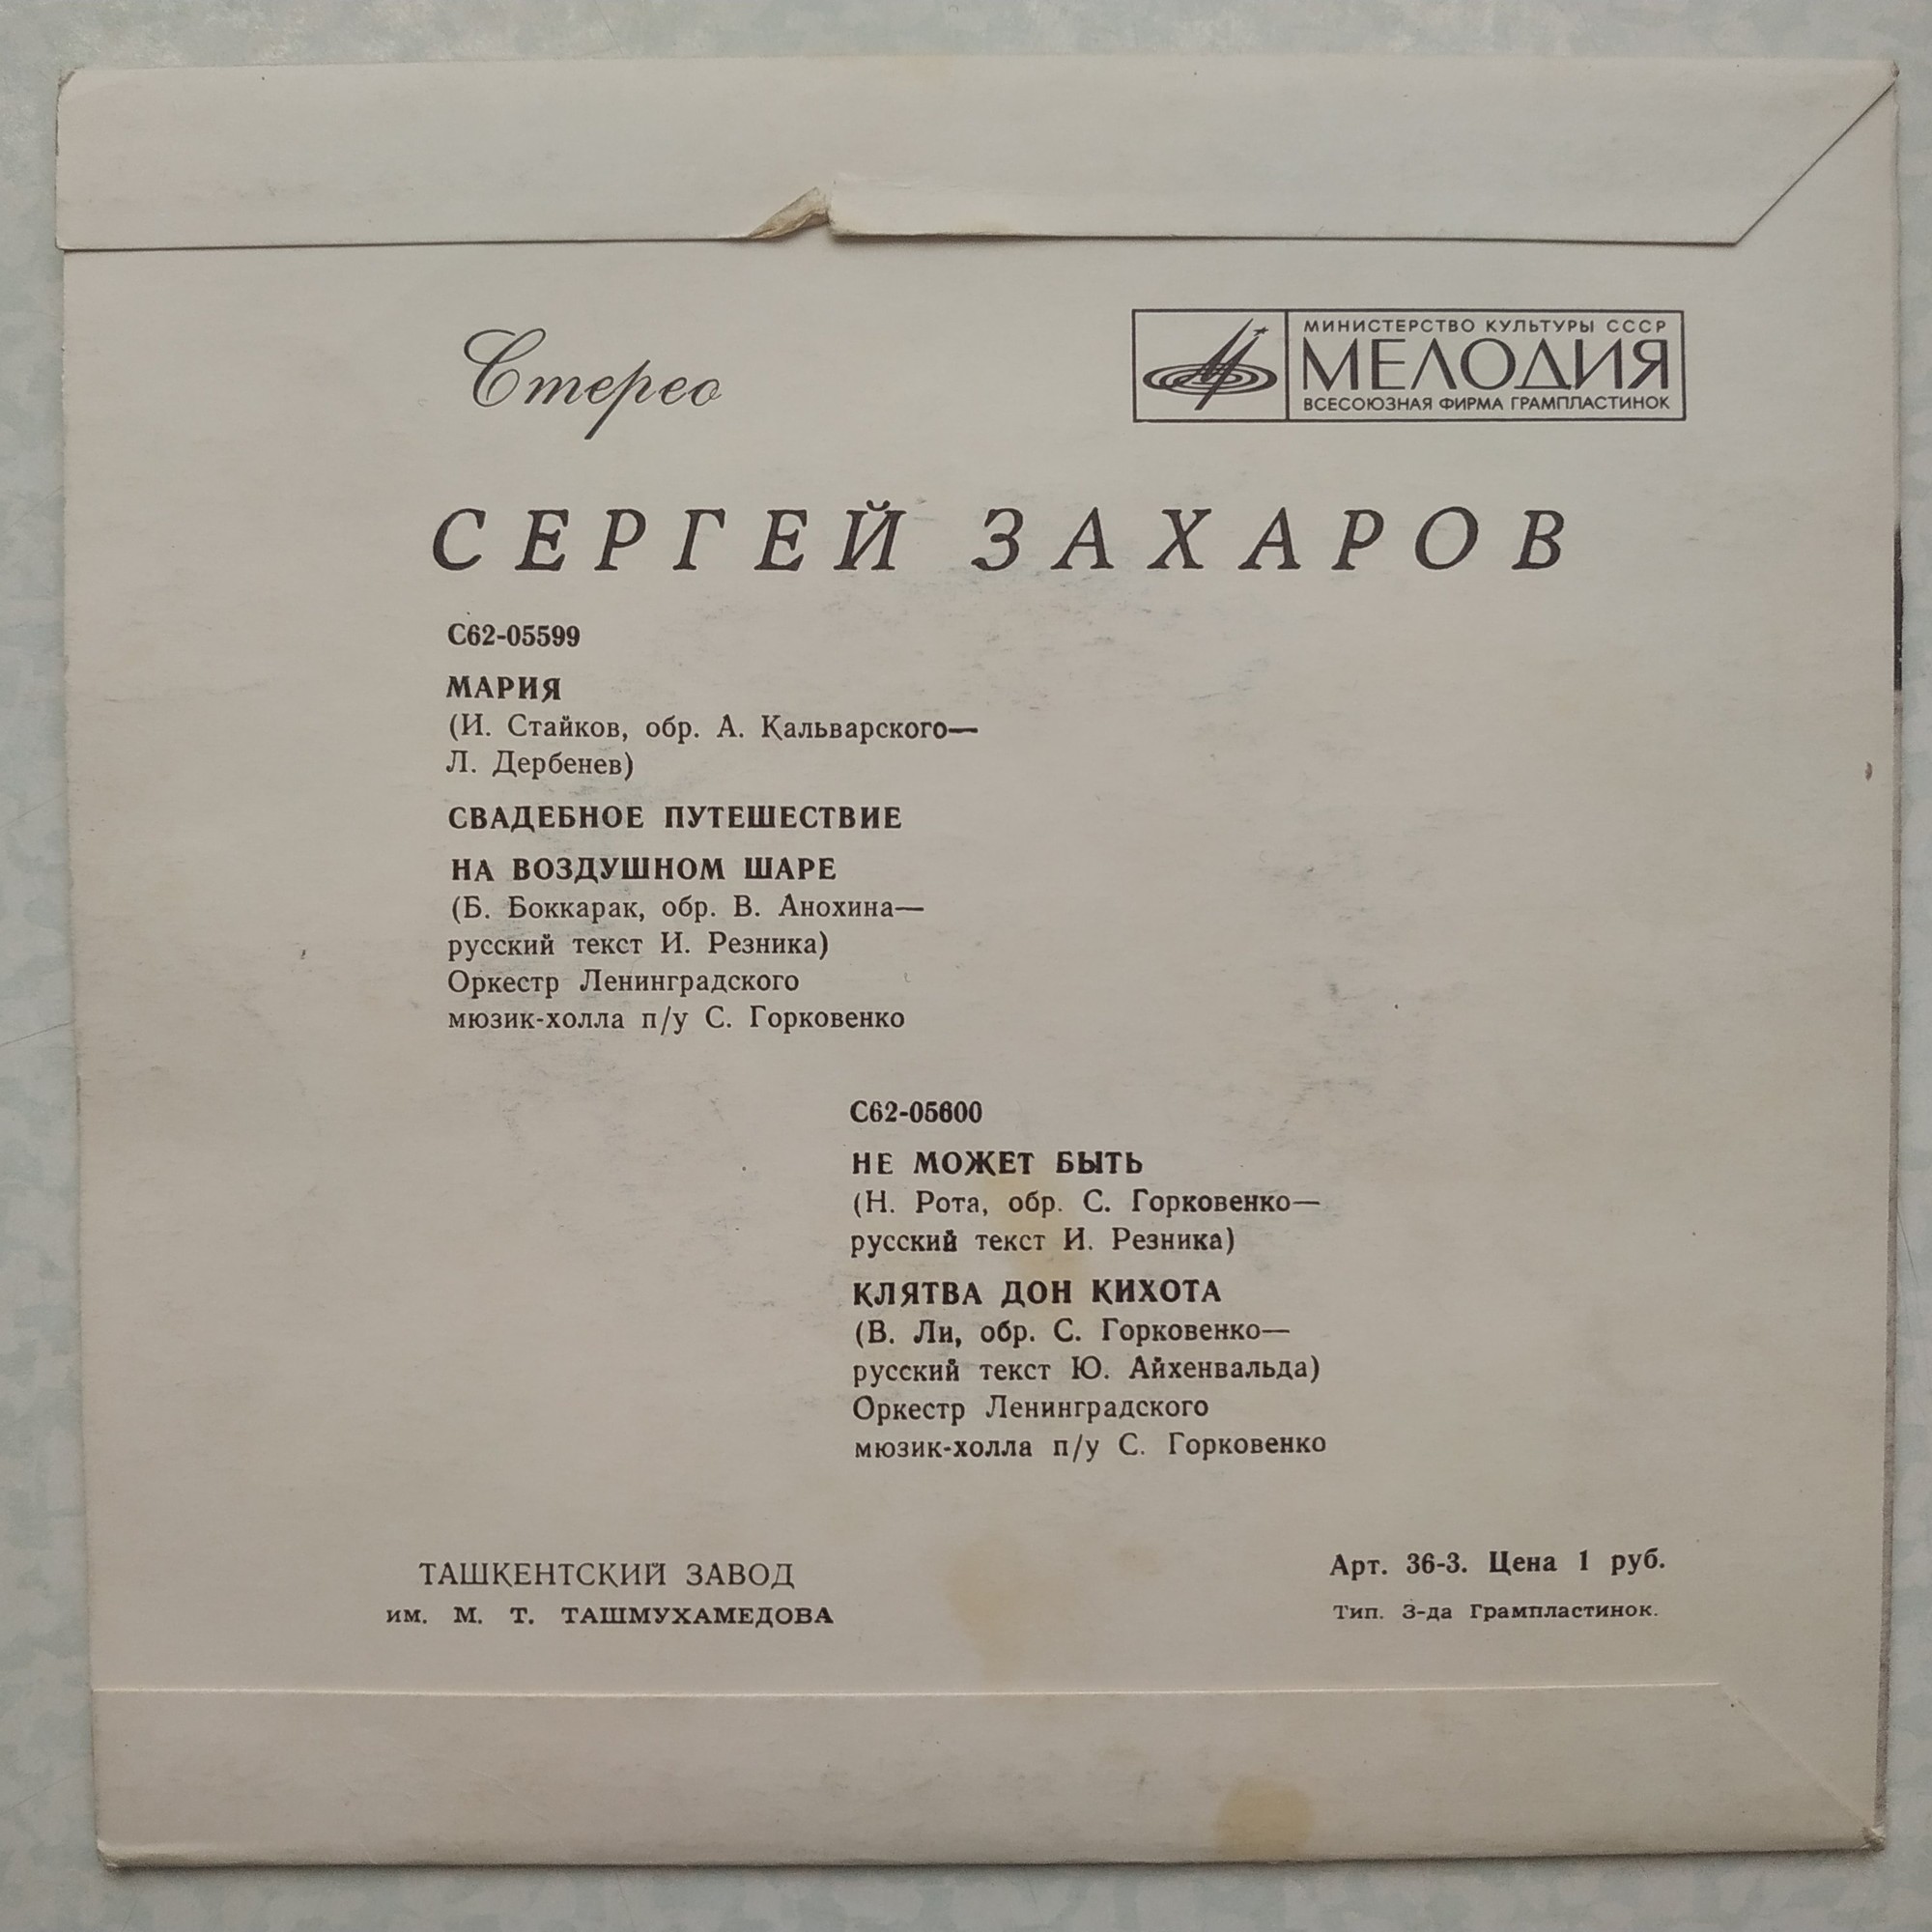 Стерео
МИНИСТЕРСТВО КУЛЬТУРЫ СССР
МЕЛОДИЯ
ВСЕСОЮЗНАЯ ФИРМА ГРАМПЛАСТИНОК
СЕРГЕЙ ЗАХАРОВ
С62-05599
МАРИЯ
(И. Стайков, обр. А. Кальварского—
Л. Дербенев)
СВАДЕБНОЕ ПУТЕШЕСТВИЕ
НА ВОЗДУШНОМ ШАРЕ
(Б. Боккарак, обр. В. Анохина—
русский текст И. Резника)
Оркестр Ленинградского
мюзик-холла п/у С. Горковенко
С62-05600
НЕ МОЖЕТ БЫТЬ
(Н. Рота, обр. С. Горковенко—
русский текст И. Резника)
КЛЯТВА ДОН КИХОТА
(В. Ли, обр. С. Горковенко—
русский текст Ю. Айхенвальда)
Оркестр Ленинградского
мюзик-холла п/у С. Горковенко
ТАШКЕНТСКИЙ ЗАВОД
им. М. Т. ТАШМУХАМЕДОВА
Арт. 36-3. Цена 1 руб.
Тип. З-да Грампластинок.